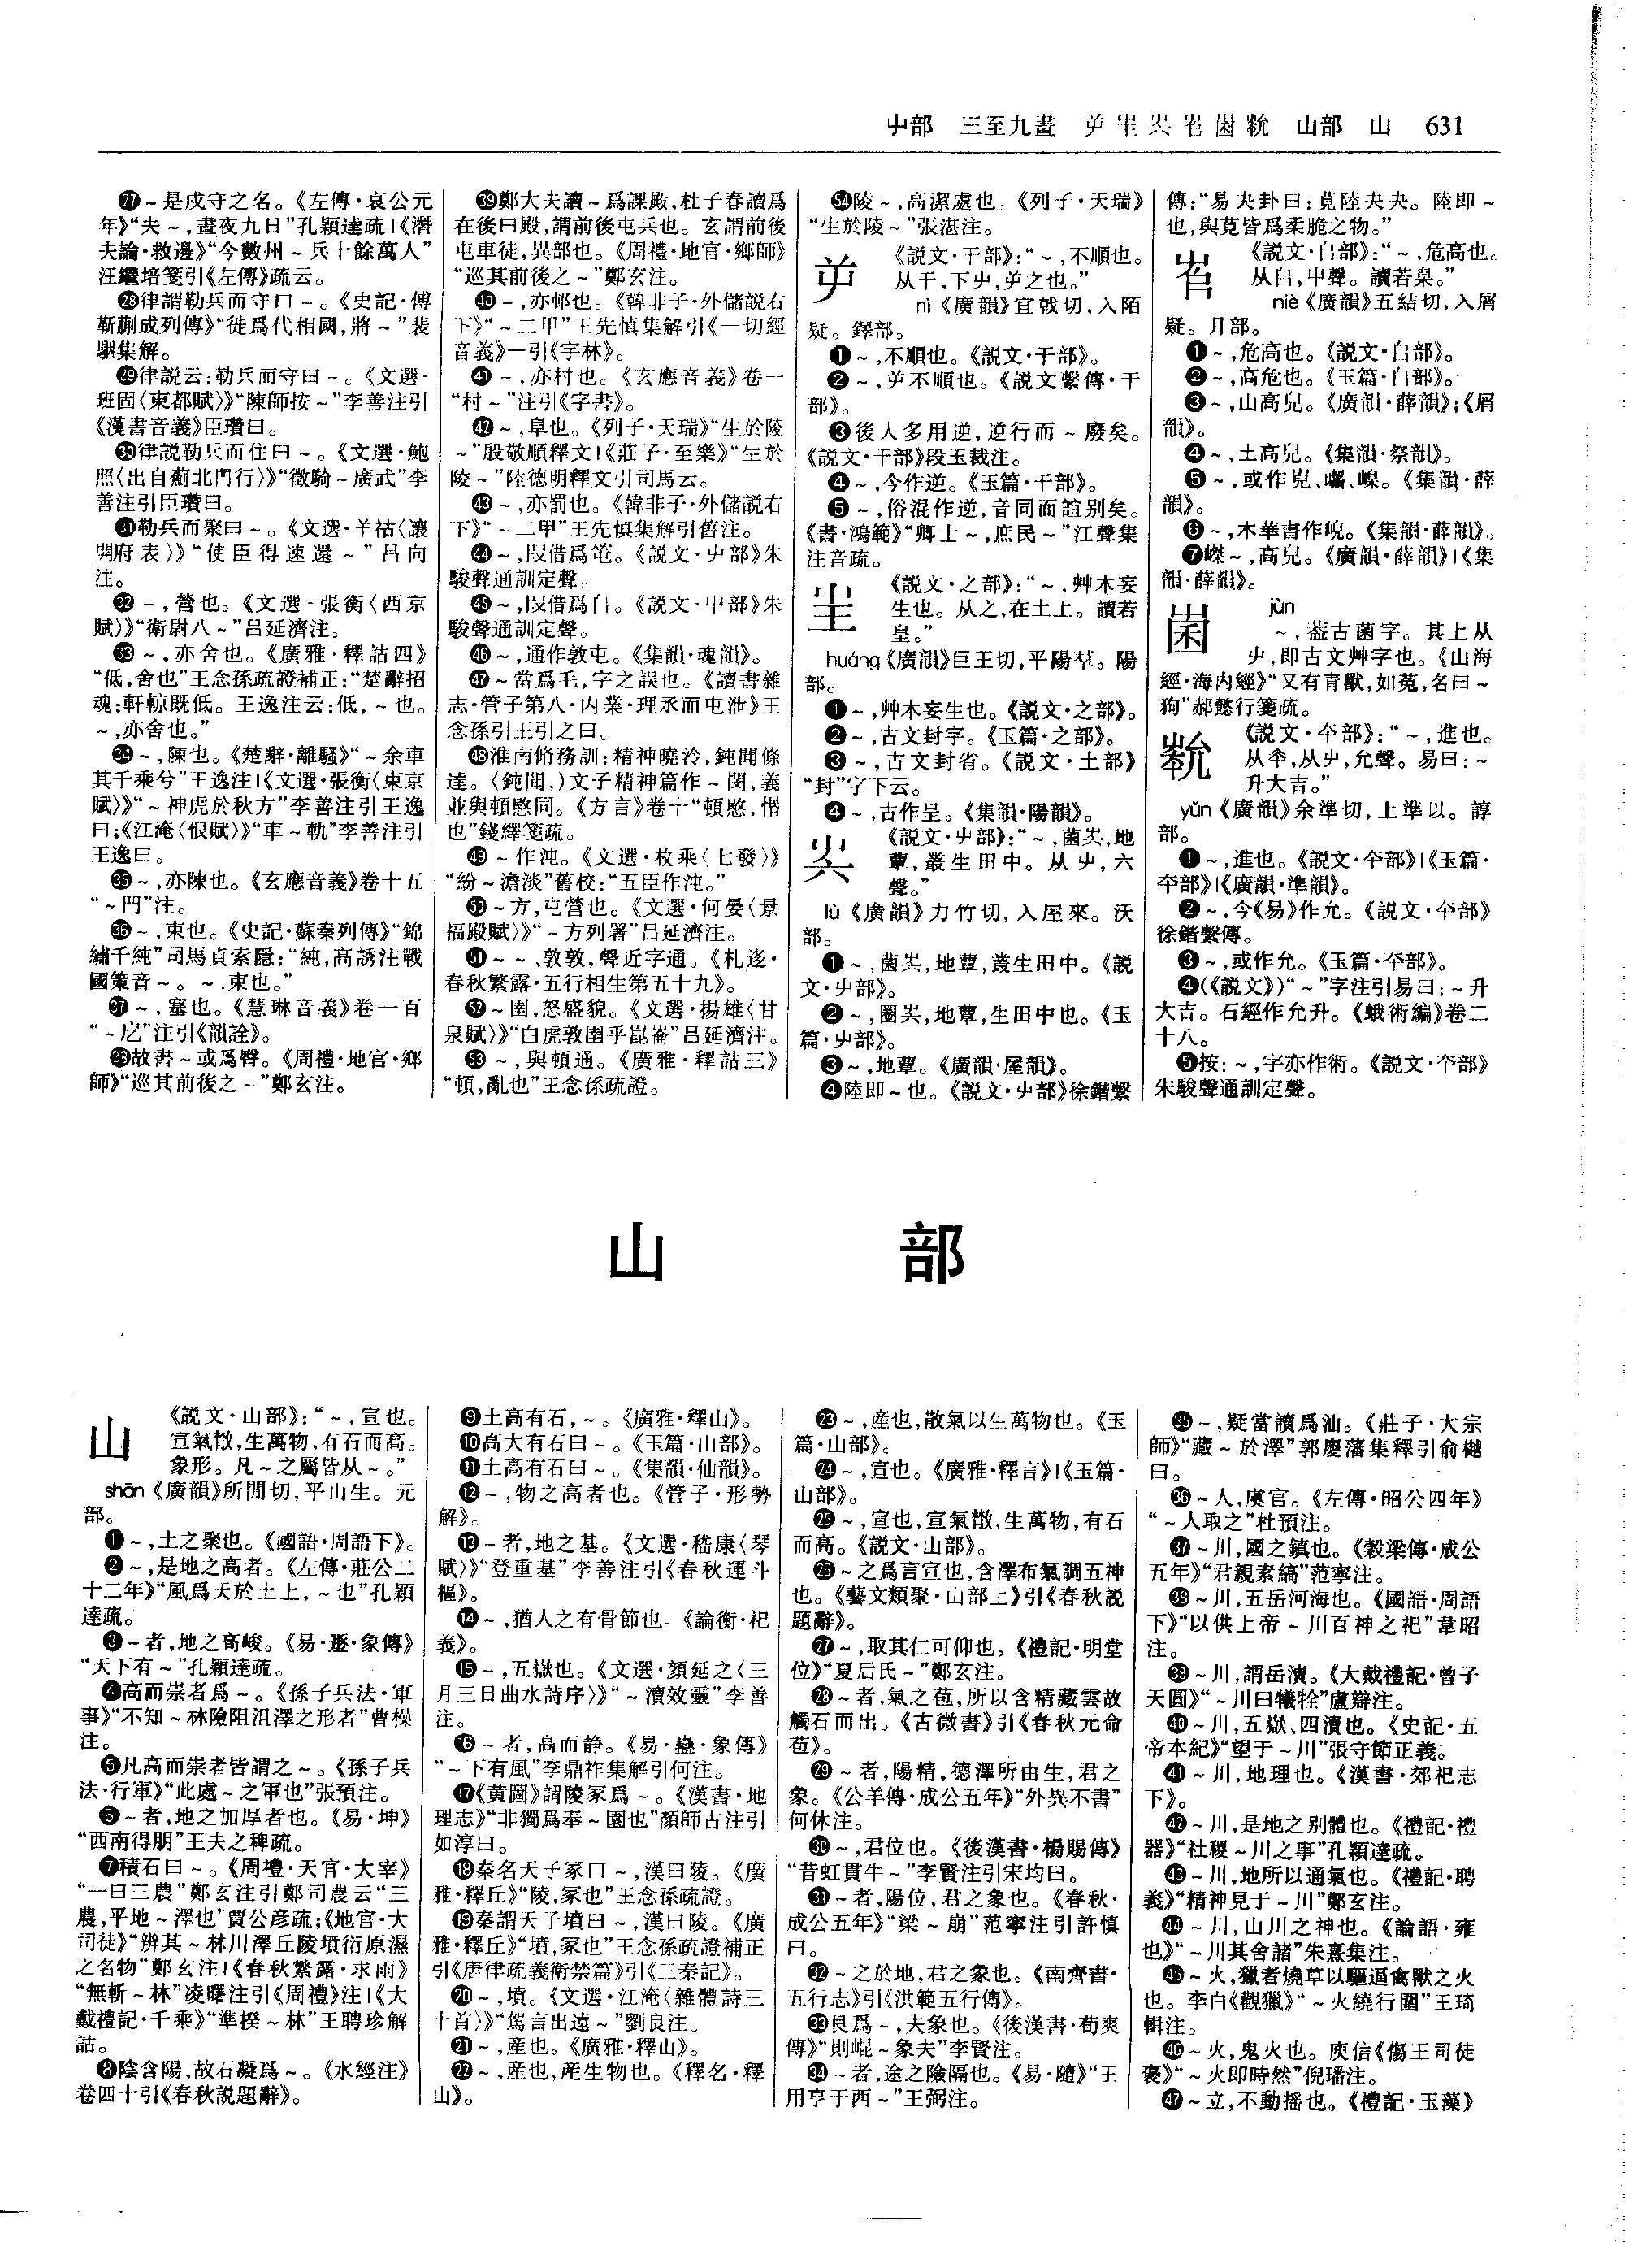 屮部 三至九畫 屰㞷𡴆㞳𡴰𡴞 山部 山 631
㉗～是戍守之名。《左傳·哀公元
年》“夫～,晝夜九日”孔穎達疏|《潛
夫論·救邊》“今數州～兵十餘萬人”
汪繼培箋引《左傳》疏云。
㉘律謂勒兵而守曰～。《史記·傅
靳蒯成列傳》“徙爲代相國,將～”裴
駰集解。
㉙律説云:勒兵而守曰～。《文選·
班固〈東都賦〉》“陳師按～”李善注引
《漢書音義》臣瓚曰。
㉚律説勒兵而住曰～。《文選·鮑
照〈出自薊北門行〉》“徵騎～廣武”李
善注引臣瓚曰。
㉛勒兵而聚曰～。《文選·羊祜〈讓
開府表〉》“使臣得速還～”吕向
注。
㉜～,營也。《文選·張衡〈西京
賦〉》“衛尉八～”吕延濟注。
㉝～,亦舍也。《廣雅·釋詁四》
“低,舍也”王念孫疏證補正:“楚辭招
魂:軒輬既低。王逸注云:低,～也。
～,亦舍也。”
㉞～,陳也。《楚辭·離騷》“～余車
其千乘兮”王逸注|《文選·張衡〈東京
賦〉》“～神虎於秋方”李善注引王逸
曰;《江淹〈恨賦〉》“車～軌”李善注引
王逸曰。
㉟～,亦陳也。《玄應音義》卷十五
“～門”注。
㊱～,束也。《史記·蘇秦列傳》“錦
繡千純”司馬貞索隱:“純,高誘注戰
國策音～。～,束也。”
㊲～,塞也。《慧琳音義》卷一百
“～圮”注引《韻詮》。
㊳故書～或爲臀。《周禮·地官·鄉
師》“巡其前後之～”鄭玄注。
㊴鄭大夫讀～爲課殿,杜子春讀爲
在後曰殿,謂前後屯兵也。玄謂前後
屯車徒,異部也。《周禮·地官·鄉師》
“巡其前後之～”鄭玄注。
㊵～,亦邨也。《韓非子·外儲説右
下》“～二甲”王先慎集解引《一切經
音義》一引《字林》。
㊶～,亦村也。《玄應音義》卷一
“村～”注引《字書》。
㊷～,阜也。《列子·天瑞》“生於陵
～”殷敬順釋文|《莊子·至樂》“生於
陵～”陸德明釋文引司馬云。
㊸～,亦罰也。《韓非子·外儲説右
下》“～二甲”王先慎集解引舊注。
㊹～,叚借爲笹。《説文·屮部》朱
駿聲通訓定聲。
㊺～,叚借爲𠂤。《説文·屮部》朱
駿聲通訓定聲。
㊻～,通作敦屯。《集韻·魂韻》。
㊼～當爲毛,字之誤也。《讀書雜
志·管子第八·内業·理丞而屯泄》王
念孫引王引之曰。
㊽淮南脩務訓:精神曉泠,鈍聞條
達。〈鈍聞,〉文子精神篇作～閔,義
並與頓愍同。《方言》卷十“頓愍,惛
也”錢繹箋疏。
㊾～作沌。《文選·枚乘〈七發〉》
“紛～澹淡”舊校:“五臣作沌。”
㊿～方,屯營也。《文選·何晏〈景
福殿賦〉》“～方列署”吕延濟注。
51～～、敦敦,聲近字通。《札迻·
春秋繁露·五行相生第五十九》。
52～圉,怒盛貌。《文選·揚雄〈甘
泉賦〉》“白虎敦圉乎崑崙”吕延濟注。
53～,與頓通。《廣雅·釋詁三》
“頓,亂也”王念孫疏證。
54陵～,高潔處也。《列子·天瑞》
“生於陵～”張湛注。
屰 《説文·干部》:“～,不順也。
从干,下屮,屰之也。”
nì《廣韻》宜戟切,入陌
疑。鐸部。
❶～,不順也。《説文·干部》。
❷～,屰不順也。《説文繫傳·干
部》。
❸後人多用逆,逆行而～廢矣。
《説文·干部》段玉裁注。
❹～,今作逆。《玉篇·干部》。
❺～,俗混作逆,音同而誼别矣。
《書·鴻範》“卿士～,庶民～”江聲集
注音疏。
㞷 《説文·之部》:“～,艸木妄
生也。从之,在土上。讀若
皇。”
huáng《廣韻》巨王切,平陽羣。陽
部。
❶～,艸木妄生也。《説文·之部》。
❷～,古文封字。《玉篇·之部》。
❸～,古文封省。《説文·土部》
“封”字下云。
❹～,古作呈。《集韻·陽韻》。
𡴆 《説文·屮部》:“～,菌𡴆,地
蕈,叢生田中。从屮,六
聲。”
lù《廣韻》力竹切,入屋來。沃
部。
❶～,菌𡴆,地蕈,叢生田中。《説
文·屮部》。
❷～,圈𡴆,地蕈,生田中也。《玉
篇·屮部》。
❸～,地蕈。《廣韻·屋韻》。
❹陸即～也。《説文·屮部》徐鍇繫
傳:“易夬卦曰:莧陸夬夬。陸即～
也,與莧皆爲柔脆之物。”
𡴎 《説文·𠂤部》:“～,危高也。
从𠂤,屮聲。讀若臬。”
niè《廣韻》五結切,入屑
疑。月部。
❶～,危高也。《説文·𠂤部》。
❷～,高危也。《玉篇·𠂤部》。
❸～,山高皃。《廣韻·薛韻》;《屑
韻》。
❹～,土高皃。《集韻·祭韻》。
❺～,或作峴、巕、嵲。《集韻·薛
韻》。
❻～,木華書作峴。《集韻·薛韻》。
❼嵥～,高皃。《廣韻·薛韻》|《集
韻·薛韻》。
𡴰 jùn
～,葢古菌字。其上从
屮,即古文艸字也。《山海
經·海内經》“又有青獸,如菟,名曰～
狗”郝懿行箋疏。
𡴞 《説文·夲部》:“～,進也。
从夲,从屮,允聲。易曰:～
升大吉。”
yǔn《廣韻》余準切,上準以。諄
部。
❶～,進也。《説文·夲部》|《玉篇·
夲部》|《廣韻·準韻》。
❷～,今《易》作允。《説文·夲部》
徐鍇繫傳。
❸～,或作允。《玉篇·夲部》。
❹(《説文》)“～”字注引易曰:～升
大吉。石經作允升。《蛾術編》卷二
十八。
❺按:～,字亦作術。《説文·夲部》
朱駿聲通訓定聲。
山 部
山 《説文·山部》:“～,宣也。
宣氣㪚,生萬物,有石而高。
象形。凡～之屬皆从～。”
shān《廣韻》所閒切,平山生。元
部。
❶～,土之聚也。《國語·周語下》。
❷～,是地之高者。《左傳·莊公二
十二年》“風爲天於土上,～也”孔穎
達疏。
❸～者,地之高峻。《易·遯·象傳》
“天下有～”孔穎達疏。
❹高而崇者爲～。《孫子兵法·軍
事》“不知～林險阻沮澤之形者”曹操
注。
❺凡高而崇者皆謂之～。《孫子兵
法·行軍》“此處～之軍也”張預注。
❻～者,地之加厚者也。《易·坤》
“西南得朋”王夫之稗疏。
❼積石曰～。《周禮·天官·大宰》
“一曰三農”鄭玄注引鄭司農云“三
農,平地～澤也”賈公彦疏;《地官·大
司徒》“辨其～林川澤丘陵墳衍原濕
之名物”鄭玄注|《春秋繁露·求雨》
“無斬～林”凌曙注引《周禮》注|《大
戴禮記·千乘》“準揆～林”王聘珍解
詁。
❽陰含陽,故石凝爲～。《水經注》
卷四十引《春秋説題辭》。
❾土高有石,～。《廣雅·釋山》。
❿高大有石曰～。《玉篇·山部》。
⓫土高有石曰～。《集韻·仙韻》。
⓬～,物之高者也。《管子·形勢
解》。
⓭～者,地之基。《文選·嵇康〈琴
賦〉》“登重基”李善注引《春秋運斗
樞》。
⓮～,猶人之有骨節也。《論衡·祀
義》。
⓯～,五嶽也。《文選·顔延之〈三
月三日曲水詩序〉》“～瀆效靈”李善
注。
⓰～者,高而静。《易·蠱·象傳》
“～下有風”李鼎祚集解引何注。
⓱《黄圖》謂陵冢爲～。《漢書·地
理志》“非獨爲奉～園也”顔師古注引
如淳曰。
⓲秦名天子冢曰～,漢曰陵。《廣
雅·釋丘》“陵,冢也”王念孫疏證。
⓳秦謂天子墳曰～,漢曰陵。《廣
雅·釋丘》“墳,冢也”王念孫疏證補正
引《唐律疏義衛禁篇》引《三秦記》。
⓴～,墳。《文選·江淹〈雜體詩三
十首〉》“駕言出遠～”劉良注。
㉑～,産也。《廣雅·釋山》。
㉒～,産也,産生物也。《釋名·釋
山》。
㉓～,産也,散氣以生萬物也。《玉
篇·山部》。
㉔～,宣也。《廣雅·釋言》|《玉篇·
山部》。
㉕～,宣也,宣氣㪚,生萬物,有石
而高。《説文·山部》。
㉖～之爲言宣也,含澤布氣調五神
也。《藝文類聚·山部上》引《春秋説
題辭》。
㉗～,取其仁可仰也。《禮記·明堂
位》“夏后氏～”鄭玄注。
㉘～者,氣之苞,所以含精藏雲故
觸石而出。《古微書》引《春秋元命
苞》。
㉙～者,陽精,德澤所由生,君之
象。《公羊傳·成公五年》“外異不書”
何休注。
㉚～,君位也。《後漢書·楊賜傳》
“昔虹貫牛～”李賢注引宋均曰。
㉛～者,陽位,君之象也。《春秋·
成公五年》“梁～崩”范寧注引許慎
曰。
㉜～之於地,君之象也。《南齊書·
五行志》引《洪範五行傳》。
㉝艮爲～,夫象也。《後漢書·荀爽
傳》“則崐～象夫”李賢注。
㉞～者,途之險隔也。《易·隨》“王
用亨于西～”王弼注。
㉟～,疑當讀爲汕。《莊子·大宗
師》“藏～於澤”郭慶藩集釋引俞樾
曰。
㊱～人,虞官。《左傳·昭公四年》
“～人取之”杜預注。
㊲～川,國之鎮也。《穀梁傳·成公
五年》“君親素縞”范寧注。
㊳～川,五岳河海也。《國語·周語
下》“以供上帝～川百神之祀”韋昭
注。
㊴～川,謂岳瀆。《大戴禮記·曾子
天圓》“～川曰犧牷”盧辯注。
㊵～川,五嶽、四瀆也。《史記·五
帝本紀》“望于～川”張守節正義。
㊶～川,地理也。《漢書·郊祀志
下》。
㊷～川,是地之别體也。《禮記·禮
器》“社稷～川之事”孔穎達疏。
㊸～川,地所以通氣也。《禮記·聘
義》“精神見于～川”鄭玄注。
㊹～川,山川之神也。《論語·雍
也》“～川其舍諸”朱熹集注。
㊺～火,獵者燒草以驅逼禽獸之火
也。李白《觀獵》“～火繞行圍”王琦
輯注。
㊻～火,鬼火也。庾信《傷王司徒
褒》“～火即時然”倪璠注。
㊼～立,不動摇也。《禮記·玉藻》